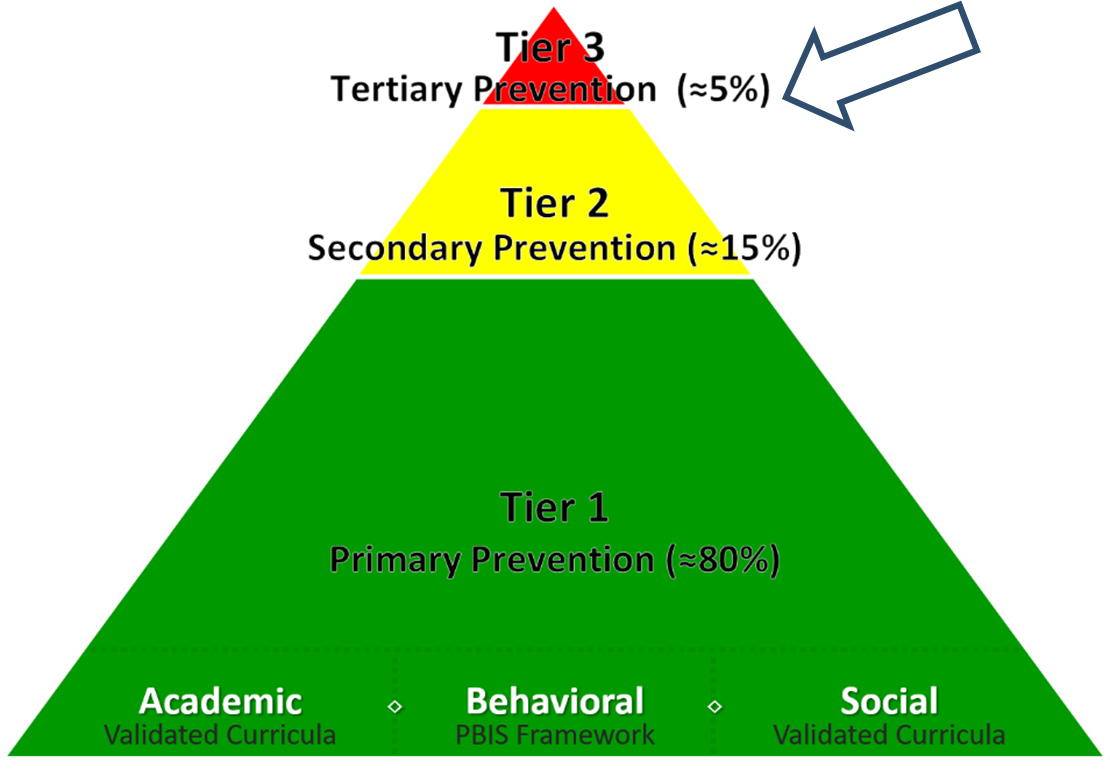 Tier 3
Tertiary Prevention (≈5%)
Tier 2
Secondary Prevention (≈15%)
Tier 1
Primary Prevention (≈80%)
Academic ◇ Behavioral ◇ Social
Validated Curricula PBIS Framework Validated Curricula